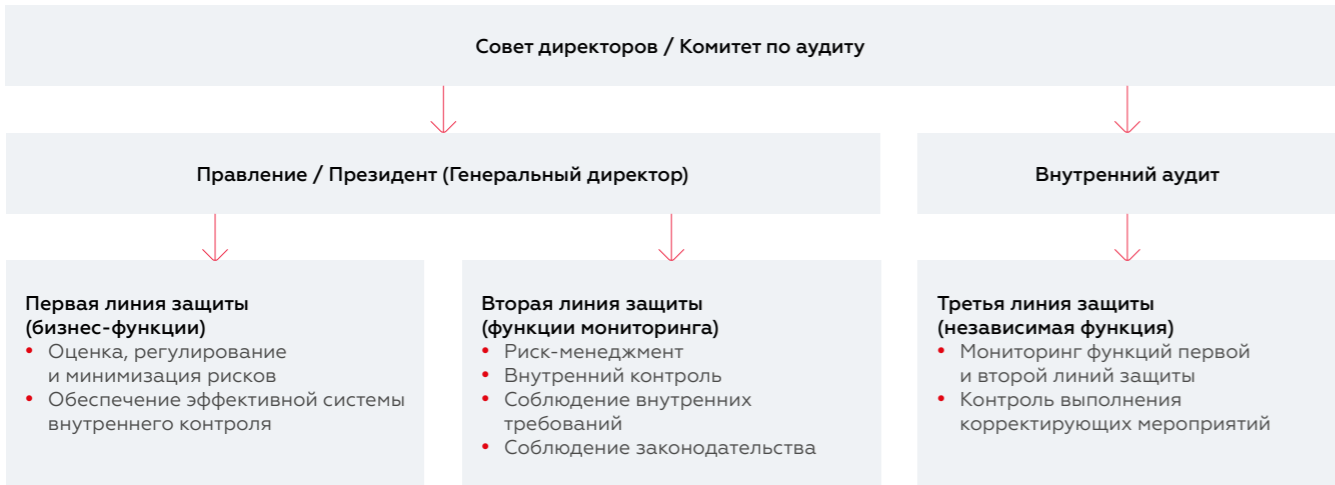 Совет директоров / Комитет по аудиту
Правление / Президент (Генеральный директор)
Внутренний аудит
Первая линия защиты
(бизнес-функции)
• Оценка, регулирование
и минимизация рисков
• Обеспечение эффективной системы
внутреннего контроля
Вторая линия защиты
(функции мониторинга)
• Риск-менеджмент
• Внутренний контроль
• Соблюдение внутренних
требований
• Соблюдение законодательства
Третья линия защиты
(независимая функция)
• Мониторинг функций первой
и второй линий защиты
• Контроль выполнения
корректирующих мероприятий